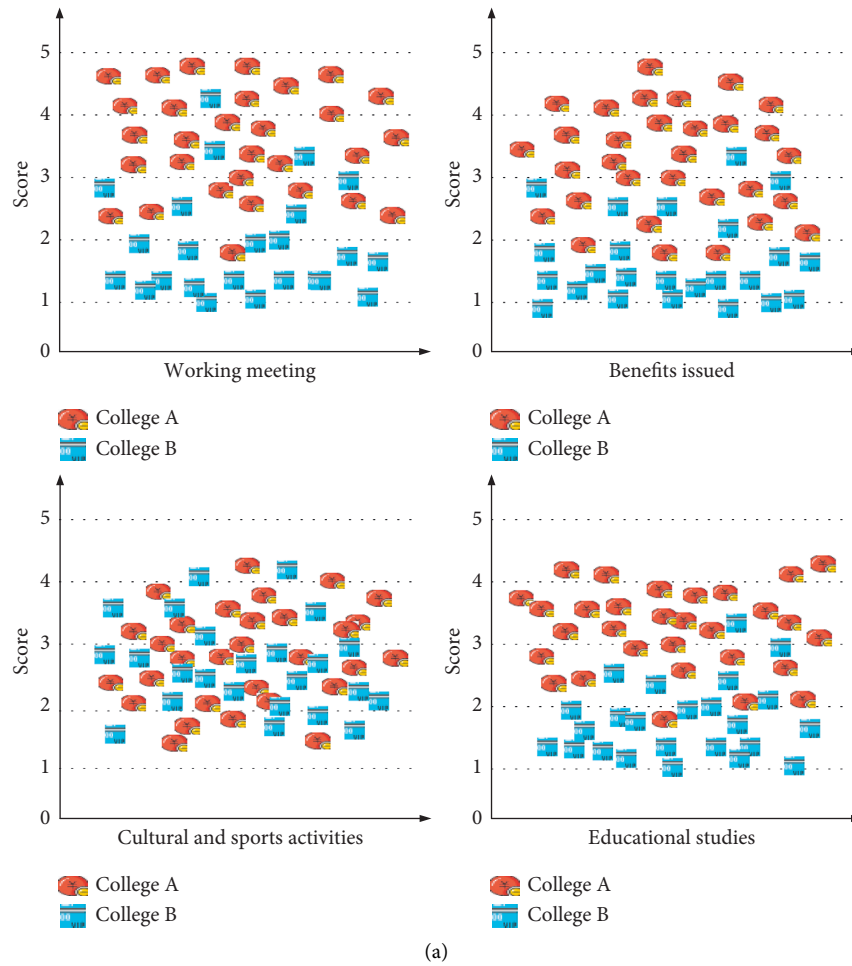 5
4
3
2
1
0
Score
Working meeting
College A
College B
5
4
3
2
1
0
Score
Benefits issued
College A
College B
5
4
3
2
1
0
Score
Cultural and sports activities
College A
College B
5
4
3
2
1
0
Score
Educational studies
College A
College B
(a)